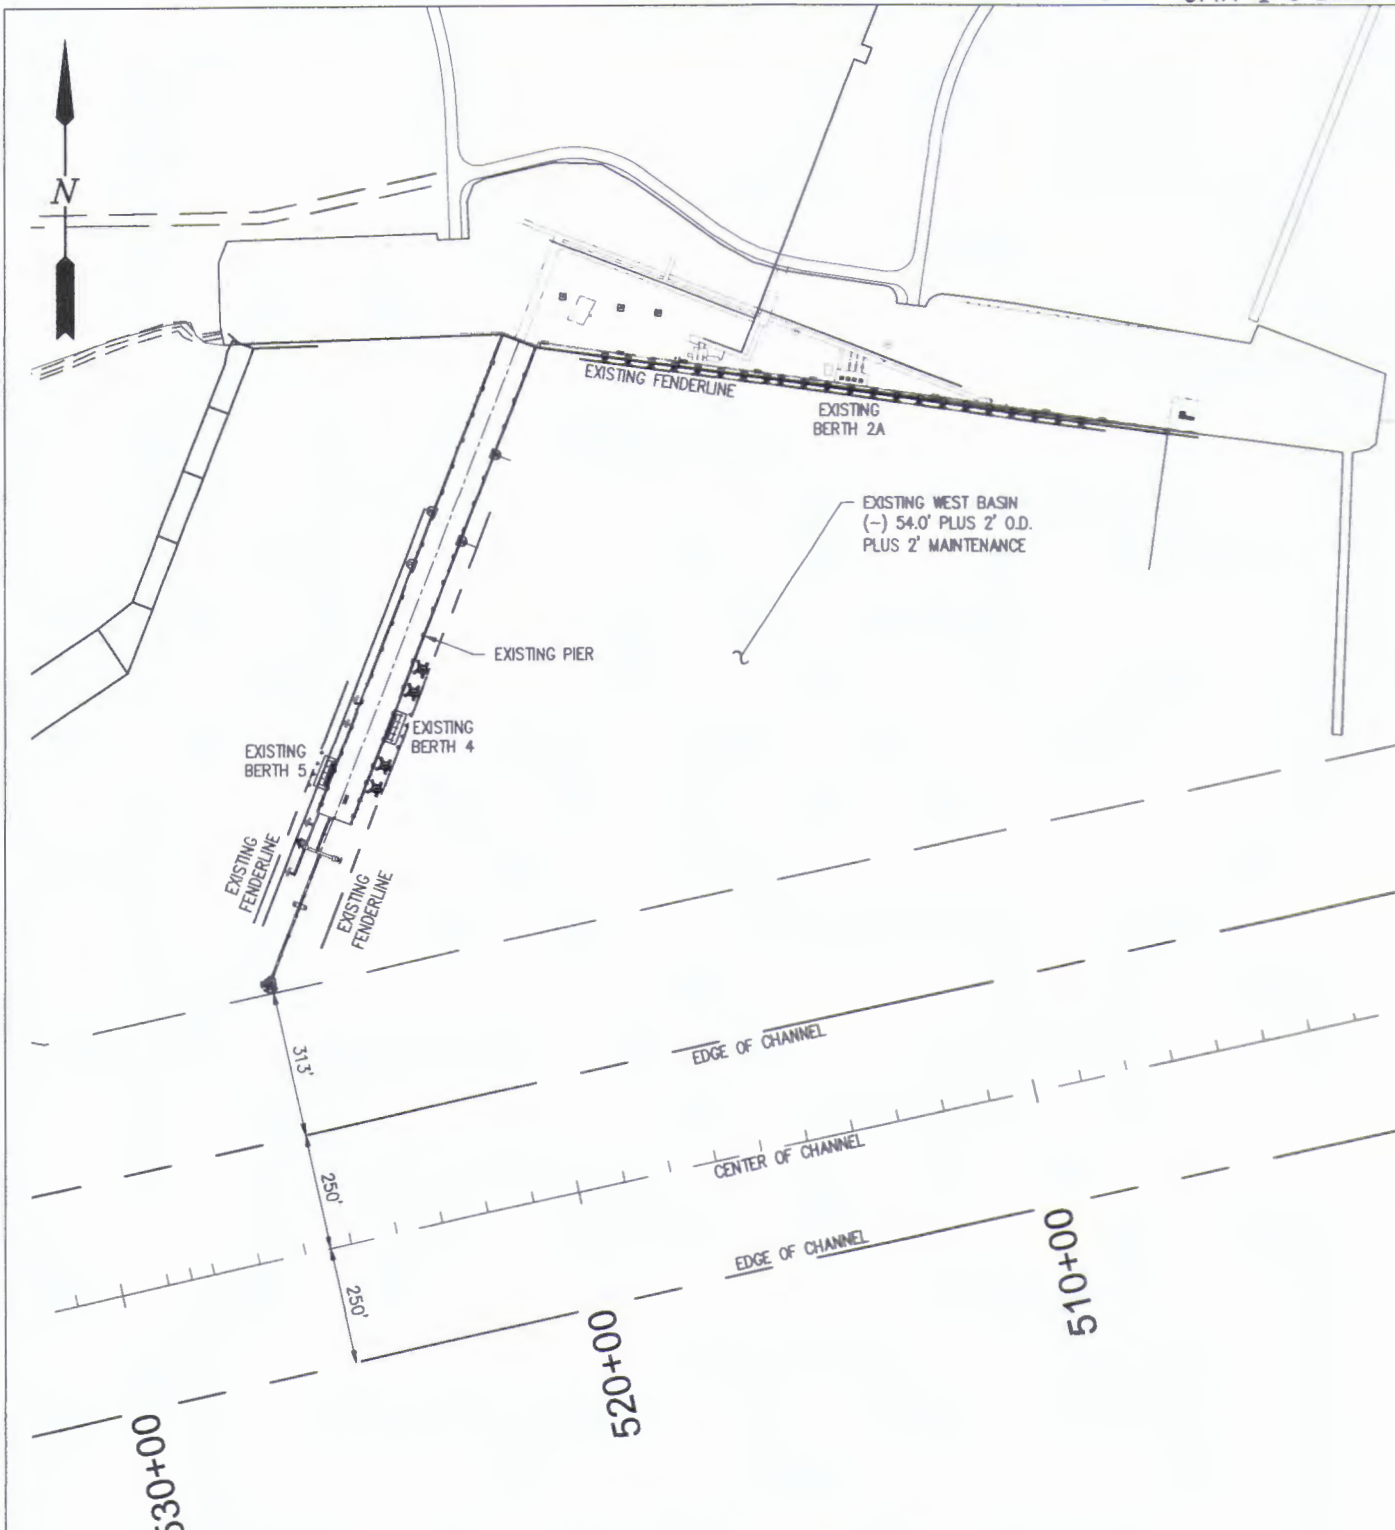 N
EXISTING FENDERLINE
EXISTING
BERTH 2A
EXISTING WEST BASIN
(-) 54.0' PLUS 2' O.D.
PLUS 2' MAINTENANCE
EXISTING PIER
EXISTING
BERTH 4
EXISTING
BERTH 5
EXISTING
FENDERLINE
EXISTING
FENDERLINE
313'
EDGE OF CHANNEL
250'
CENTER OF CHANNEL
250'
EDGE OF CHANNEL
510+00
520+00
530+00